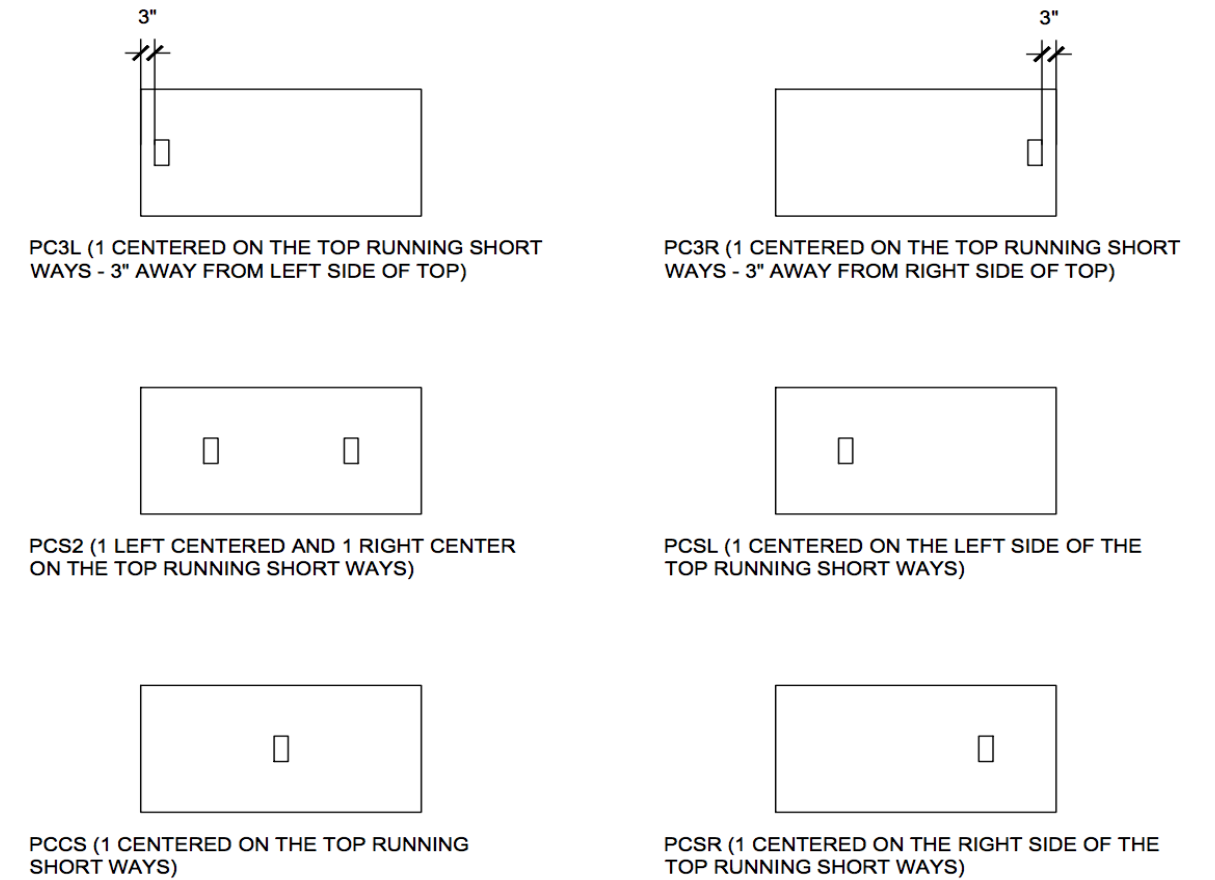 3"
3"
PC3L (1 CENTERED ON THE TOP RUNNING SHORT
WAYS - 3" AWAY FROM LEFT SIDE OF TOP)
PC3R (1 CENTERED ON THE TOP RUNNING SHORT
WAYS - 3" AWAY FROM RIGHT SIDE OF TOP)
PCS2 (1 LEFT CENTERED AND 1 RIGHT CENTER
ON THE TOP RUNNING SHORT WAYS)
PCSL (1 CENTERED ON THE LEFT SIDE OF THE
TOP RUNNING SHORT WAYS)
PCCS (1 CENTERED ON THE TOP RUNNING
SHORT WAYS)
PCSR (1 CENTERED ON THE RIGHT SIDE OF THE
TOP RUNNING SHORT WAYS)